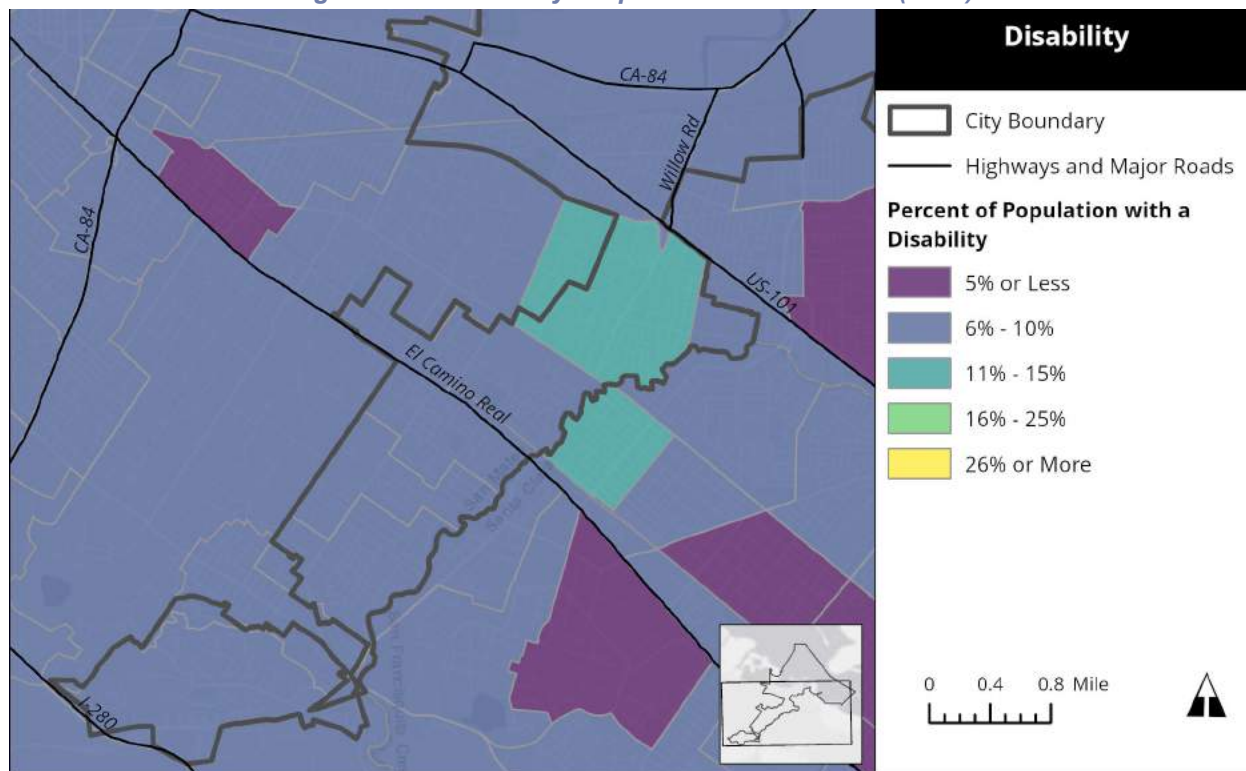 Disability
City Boundary
Highways and Major Roads
Percent of Population with a
Disability
5% or Less
6% - 10%
11% - 15%
16% - 25%
26% or More
0 0.4 0.8 Mile
CA-84
Willow Rd
CA-84
US-101
El Camino Real
I-280